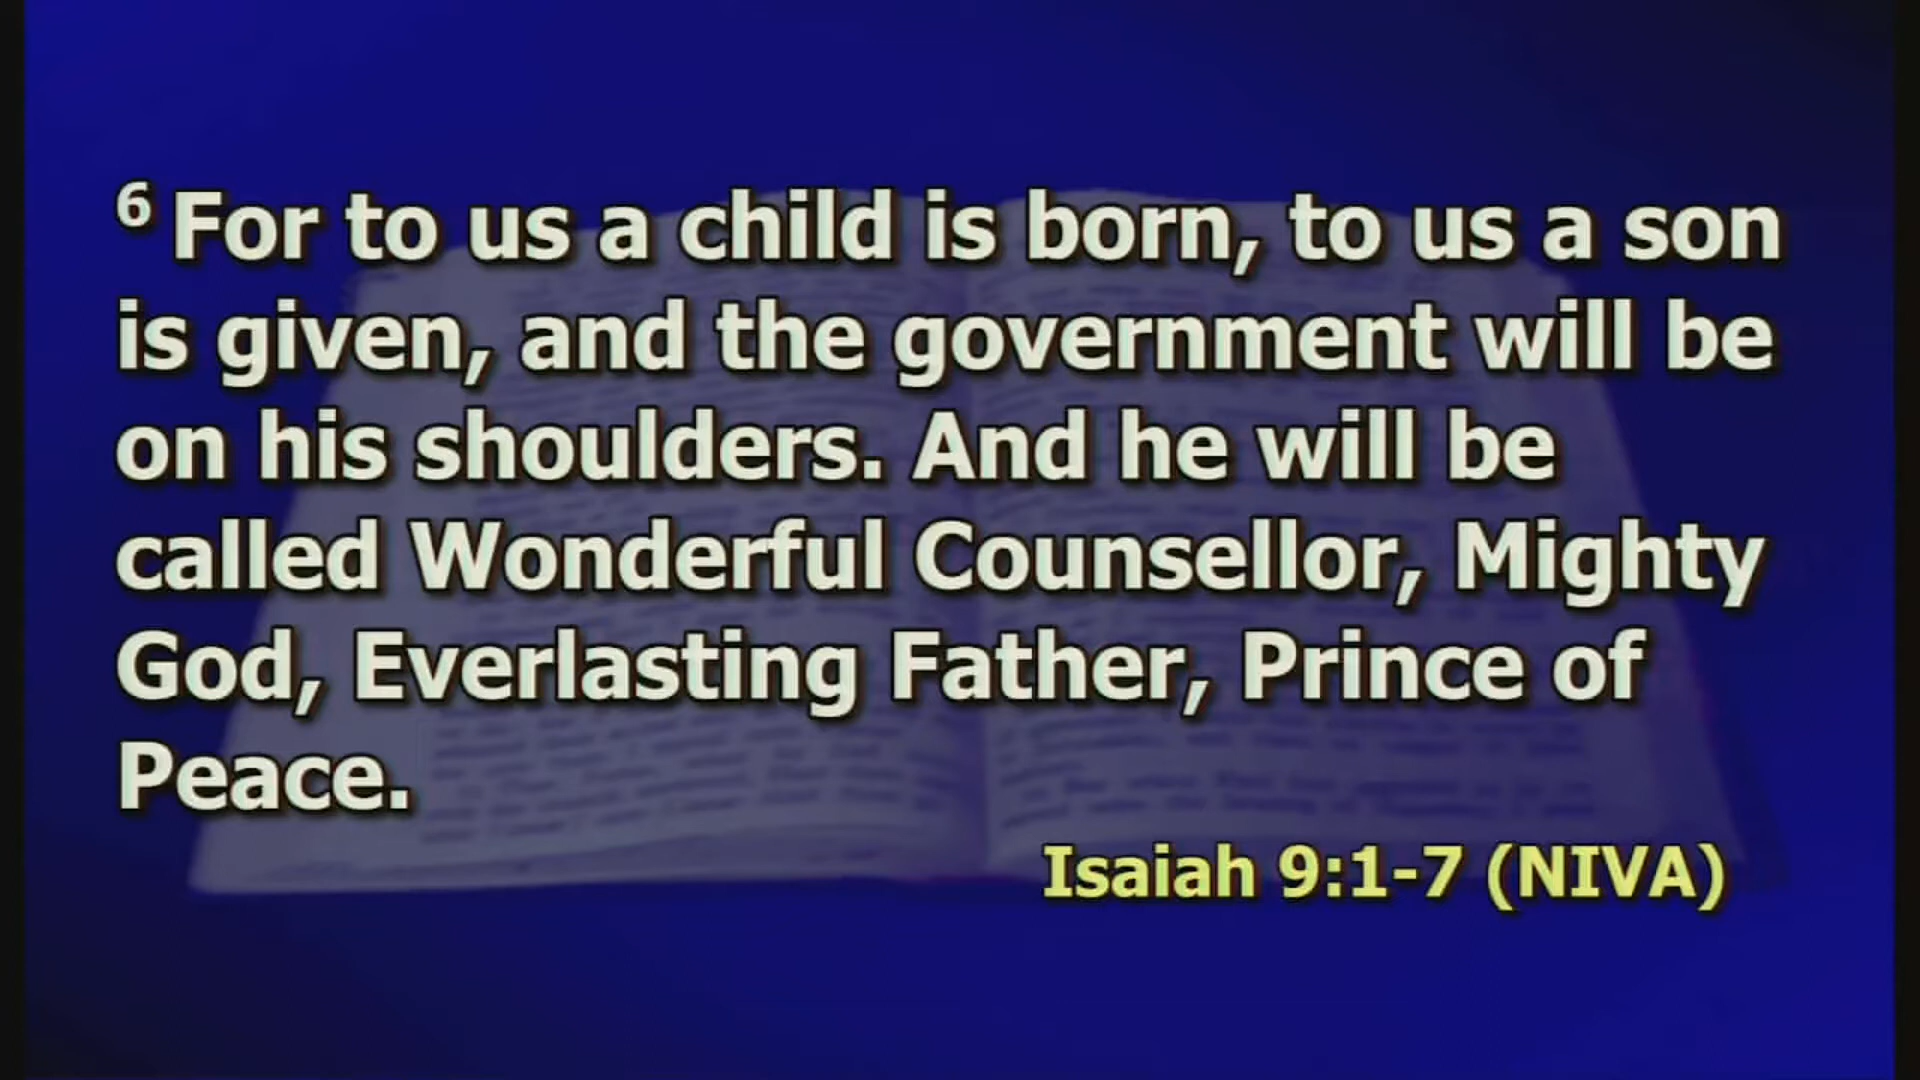 6 For to us a child is born, to us a son
is given, and the government will be
on his shoulders. And he will be
called Wonderful Counsellor, Mighty
God, Everlasting Father, Prince of
Peace.
Isaiah 9:1-7 (NIVA)